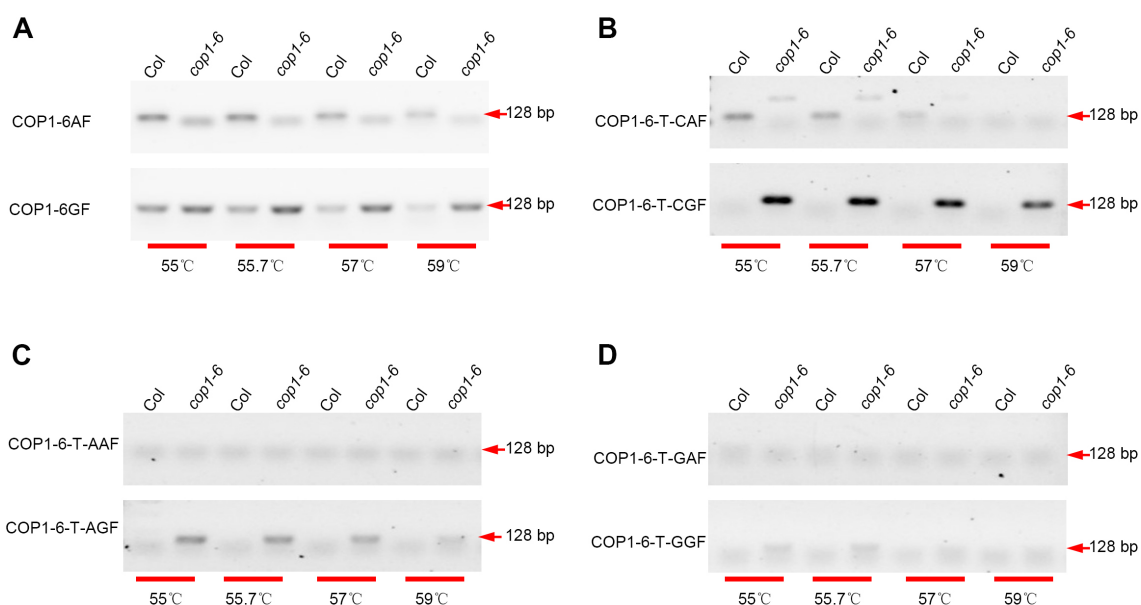 A
Col cop1-6 Col cop1-6 Col cop1-6 Col cop1-6
COP1-6AF
128 bp
COP1-6GF
128 bp
55℃ 55.7℃ 57℃ 59℃
B
Col cop1-6 Col cop1-6 Col cop1-6 Col cop1-6
COP1-6-T-CAF
128 bp
COP1-6-T-CGF
128 bp
55℃ 55.7℃ 57℃ 59℃
C
Col cop1-6 Col cop1-6 Col cop1-6 Col cop1-6
COP1-6-T-AAF
128 bp
COP1-6-T-AGF
128 bp
55℃ 55.7℃ 57℃ 59℃
D
Col cop1-6 Col cop1-6 Col cop1-6 Col cop1-6
COP1-6-T-GAF
128 bp
COP1-6-T-GGF
128 bp
55℃ 55.7℃ 57℃ 59℃